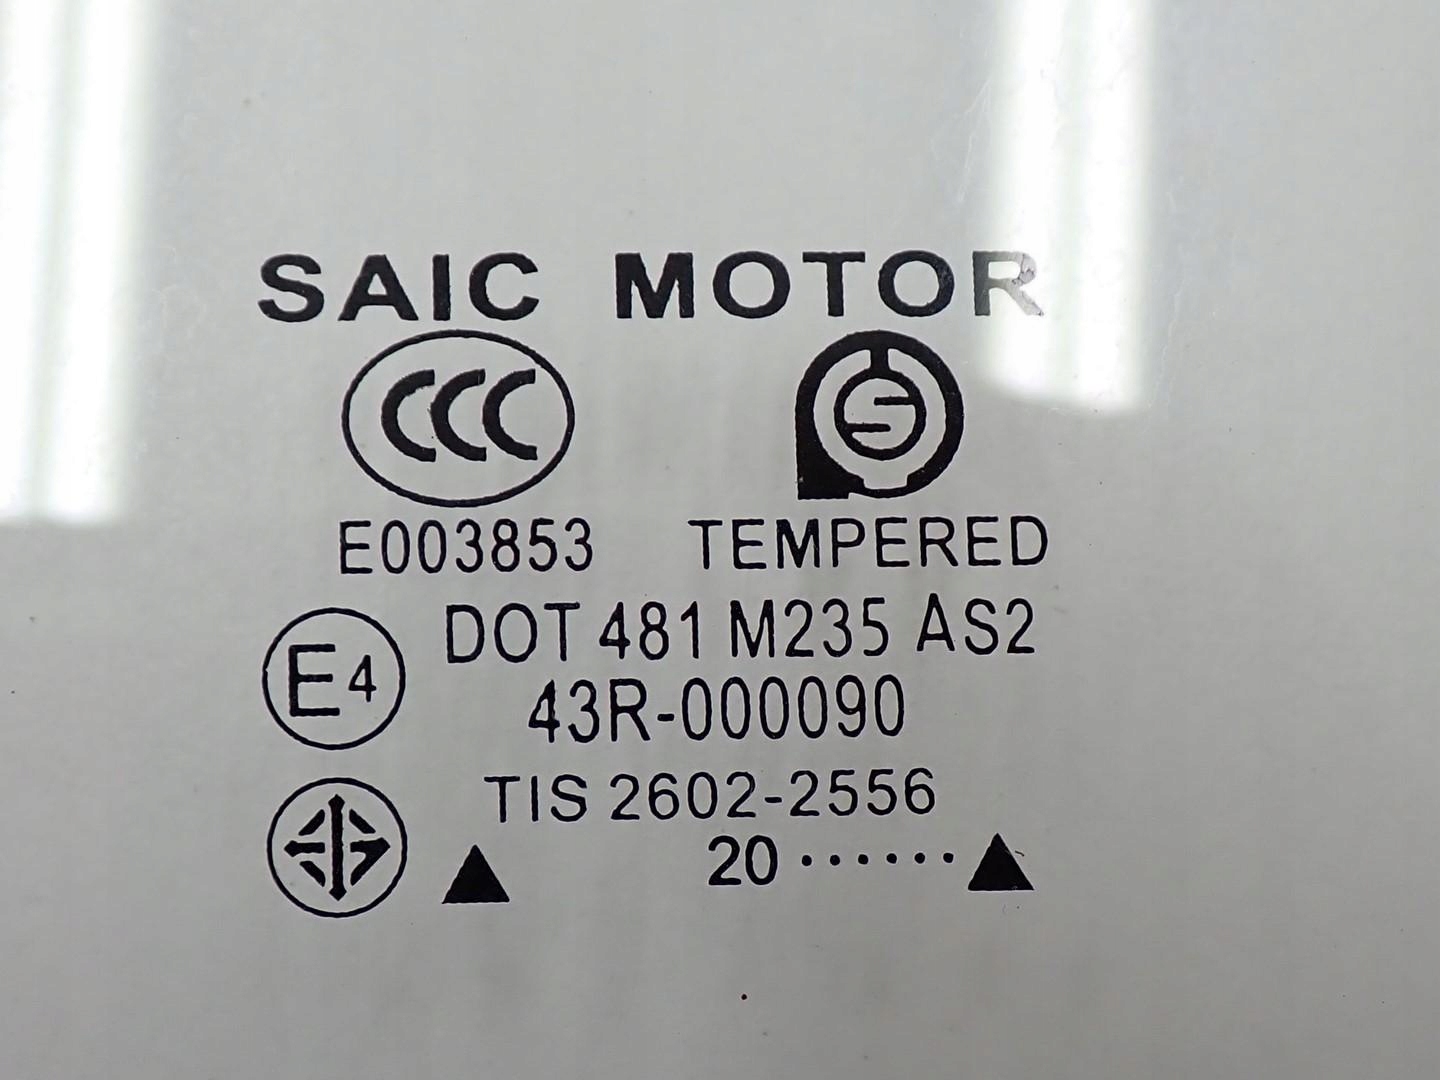 SAIC MOTOR
CCC
E003853 TEMPERED
DOT 481 M235 AS2
E4
43R-000090
TIS 2602-2556
▲ 20 ······ ▲